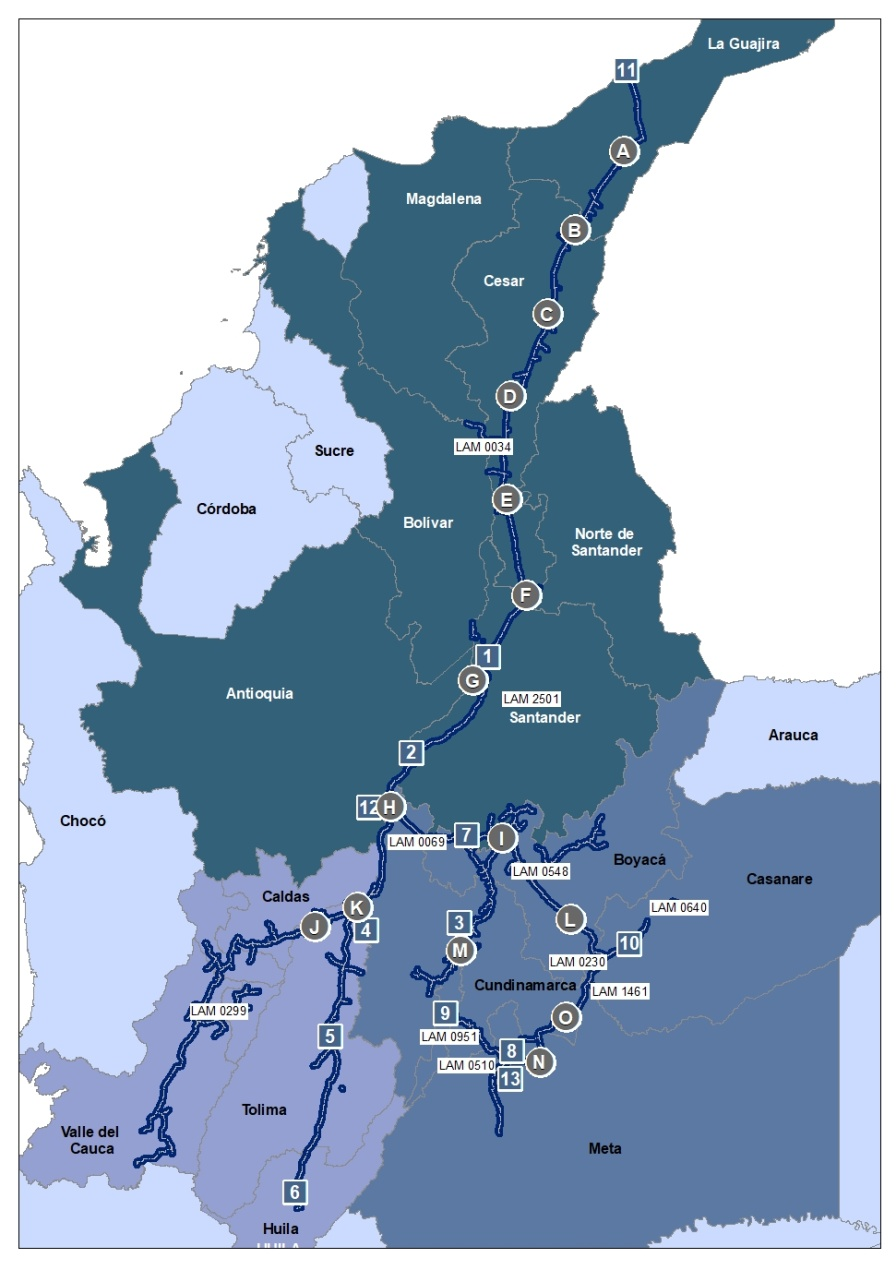 La Guajira
11
A
Magdalena
B
Cesar
C
D
LAM 0034
Sucre
E
Córdoba
Bolívar
Norte de
Santander
F
1
G
Antioquia
LAM 2501
Santander
2
Arauca
12
H
Chocó
7
I
LAM 0069
Boyacá
LAM 0548
Casanare
Caldas
K
LAM 0640
J
4
3
L
10
M
LAM 0230
Cundinamarca
LAM 1461
LAM 0299
9
O
5
LAM 0951
8
LAM 0510
N
13
Tolima
Valle del
Cauca
Meta
6
Huila
HUILA